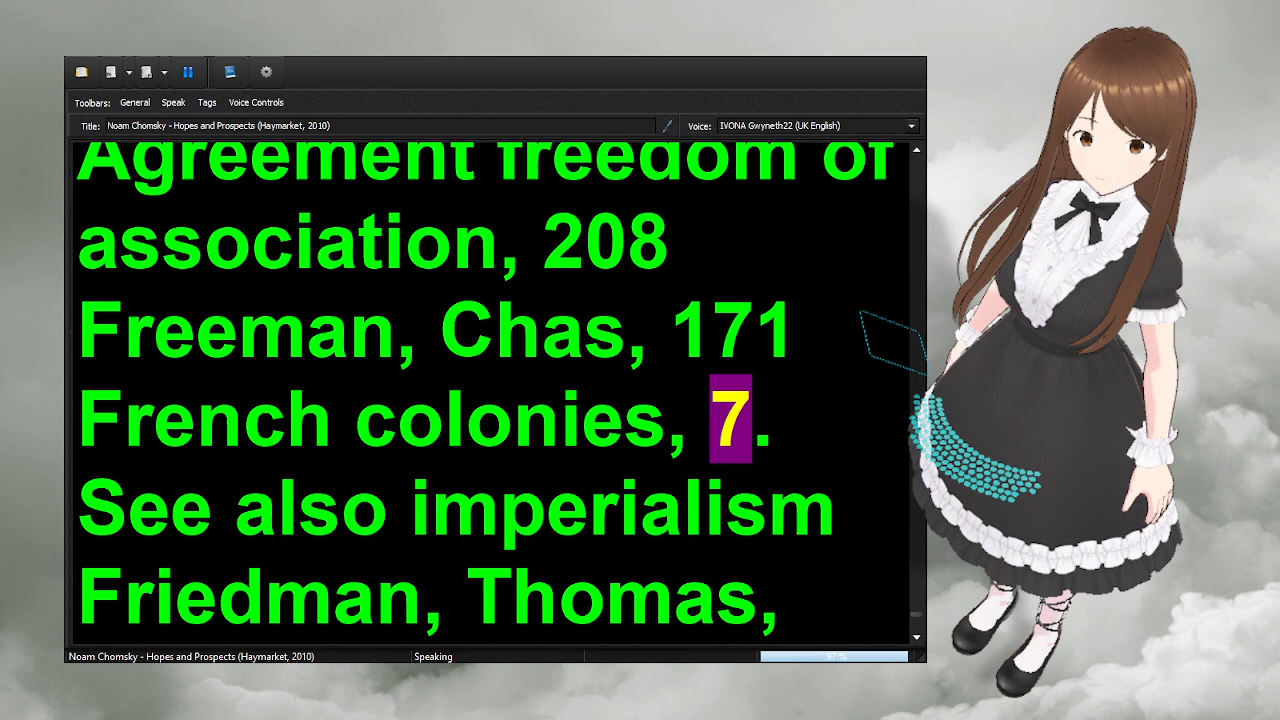 Toolbars: General Speak Tags Voice Controls
Title: Noam Chomsky - Hopes and Prospects (Haymarket, 2010) Voice: IVONA Gwyneth22 (UK English)
Agreement freedom of
association, 208
Freeman, Chas, 171
French colonies, 7.
See also imperialism
Friedman, Thomas,
Noam Chomsky - Hopes and Prospects (Haymarket, 2010) Speaking 97%